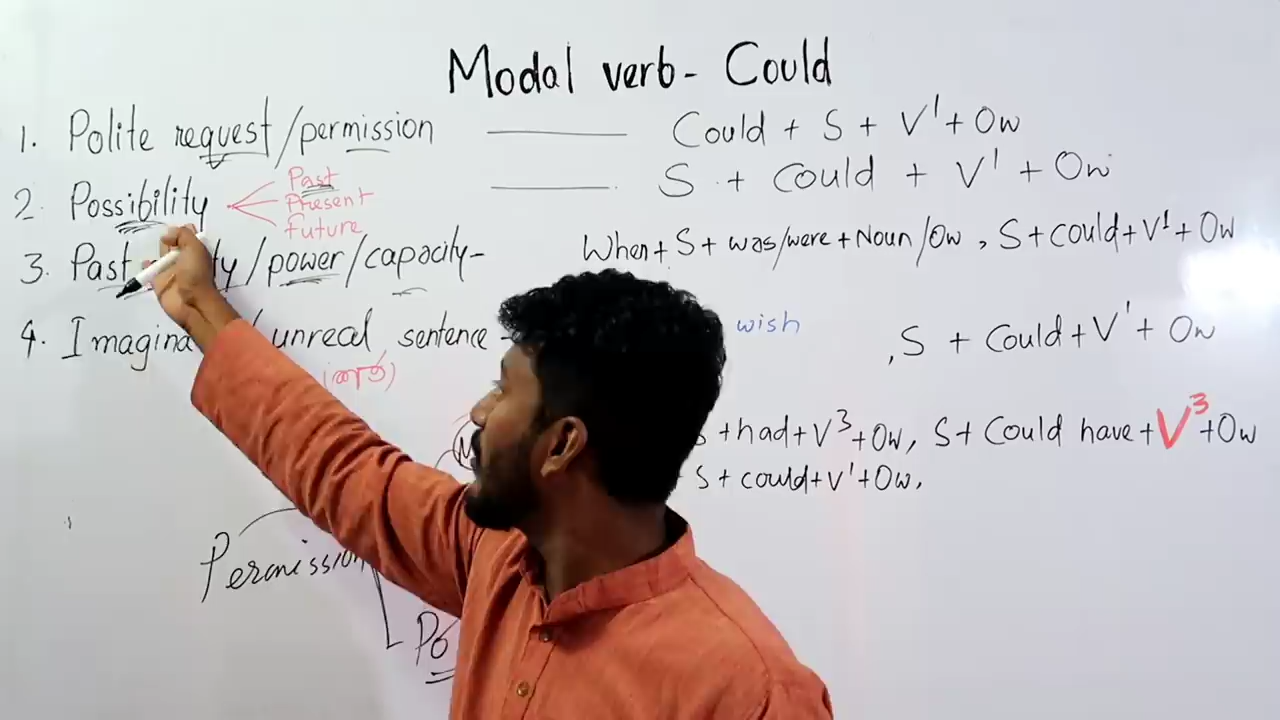 Modal verb - Could
1. Polite request/permission ——— Could + S + V¹ + Ow
2. Possibility ——— S + Could + V¹ + Ow
Past
Present
Future
3. Past /power/capacity- When + S + was/were + Noun/Ow, S + could + V¹ + Ow
4. / unreal sentence - wish , S + Could + V¹ + Ow
+ had + V³ + Ow, S + Could have + V³ + Ow
S + could + V¹ + Ow,
Permission